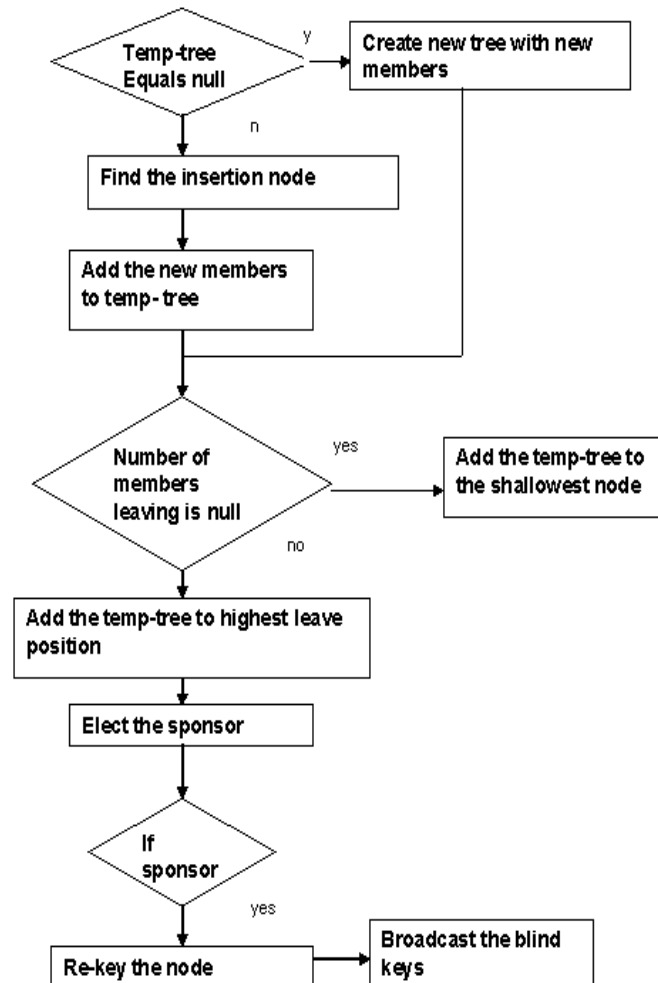 Temp-tree
Equals null
y
Create new tree with new
members
n
Find the insertion node
Add the new members
to temp- tree
Number of
members
leaving is null
yes
Add the temp-tree to
the shallowest node
no
Add the temp-tree to highest leave
position
Elect the sponsor
If
sponsor
yes
Re-key the node
Broadcast the blind
keys